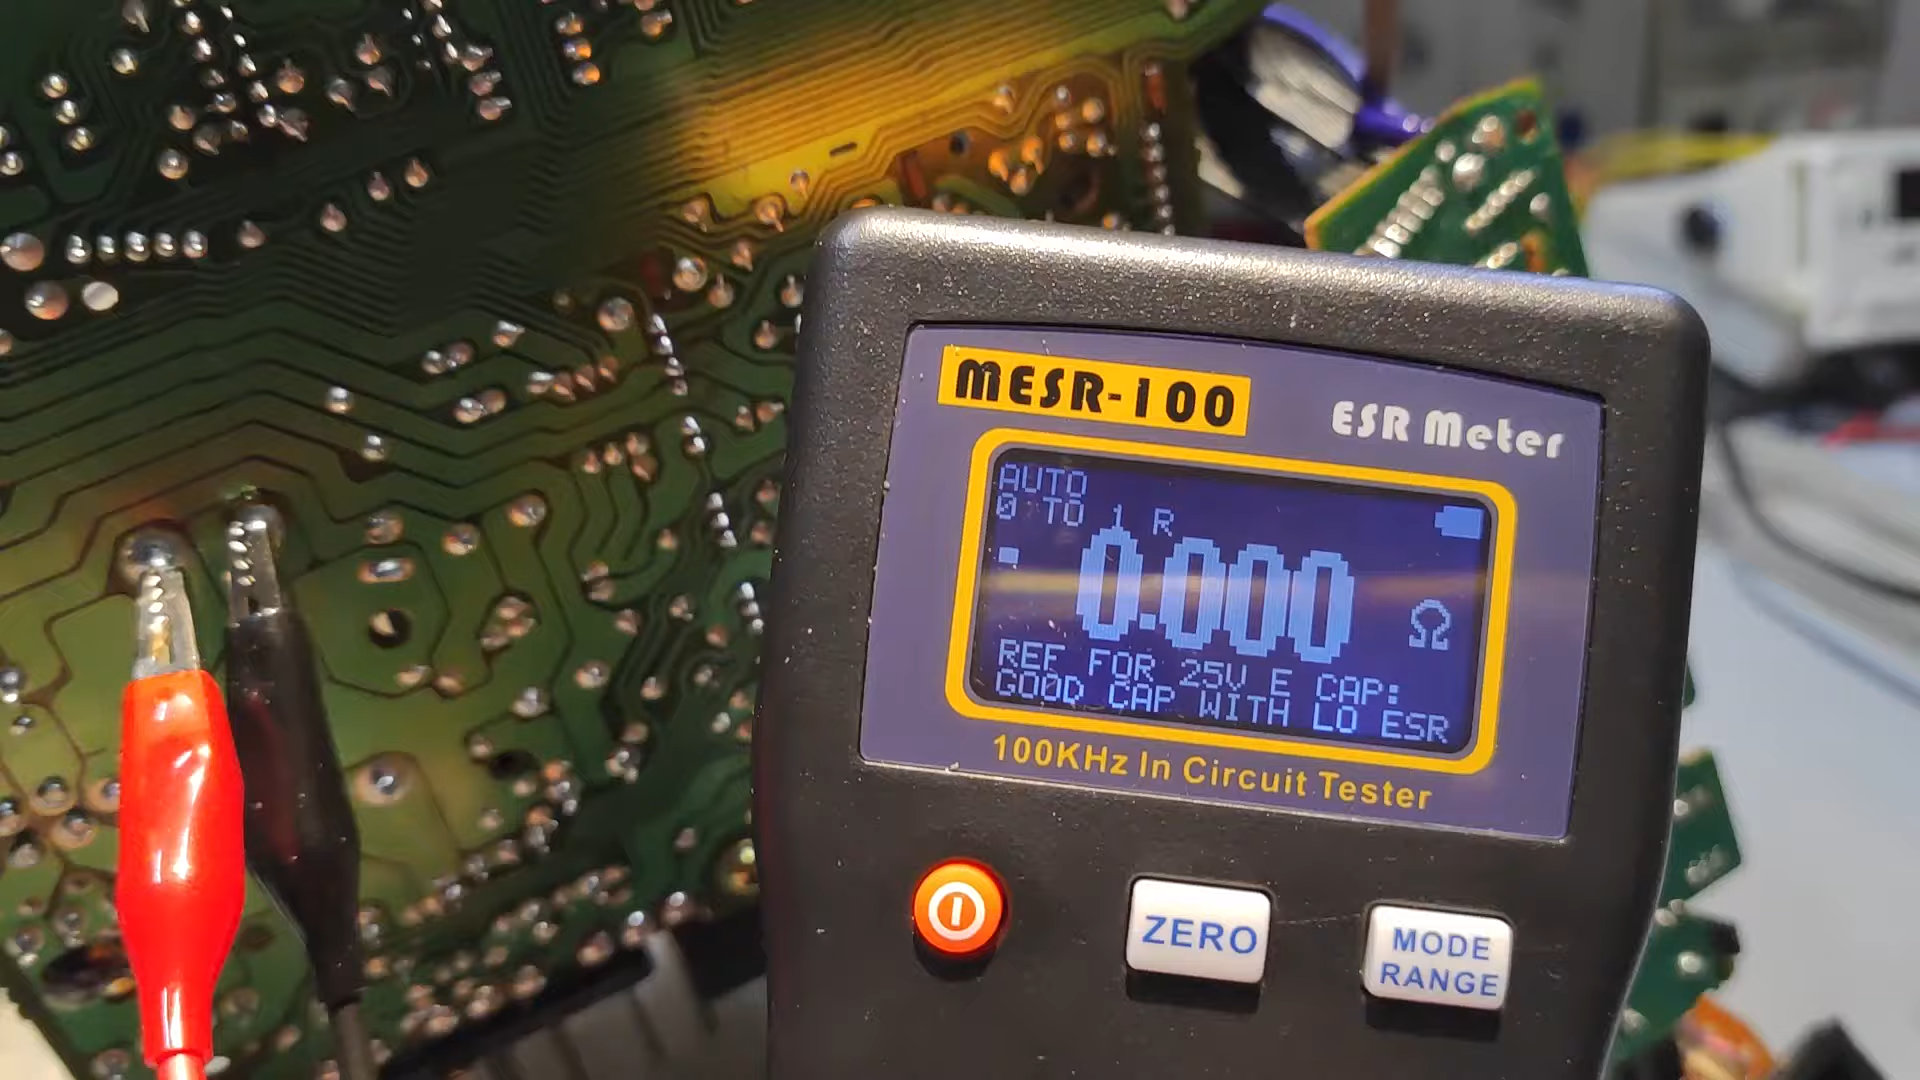 MESR-100
ESR Meter
AUTO
0 TO 1 R
- 0.000 Ω
REF FOR 25V E CAP:
GOOD CAP WITH LO ESR
100KHz In Circuit Tester
ZERO
MODE
RANGE